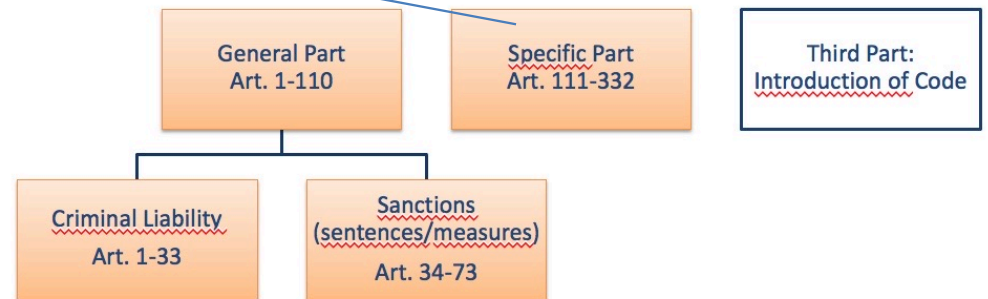 General Part
Art. 1-110
Specific Part
Art. 111-332
Third Part:
Introduction of Code
Criminal Liability
Art. 1-33
Sanctions
(sentences/measures)
Art. 34-73